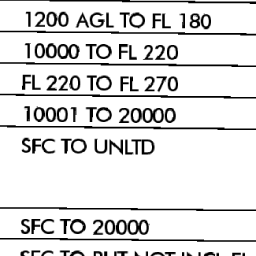 1200 AGL TO FL 180
10000 TO FL 220
FL 220 TO FL 270
10001 TO 20000
SFC TO UNLTD
SFC TO 20000
SFC TO BUT NOT INCL FL